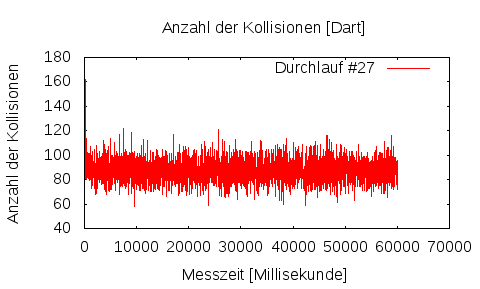 Anzahl der Kollisionen [Dart]
Durchlauf #27
Anzahl der Kollisionen
180
160
140
120
100
80
60
40
0 10000 20000 30000 40000 50000 60000 70000
Messzeit [Millisekunde]